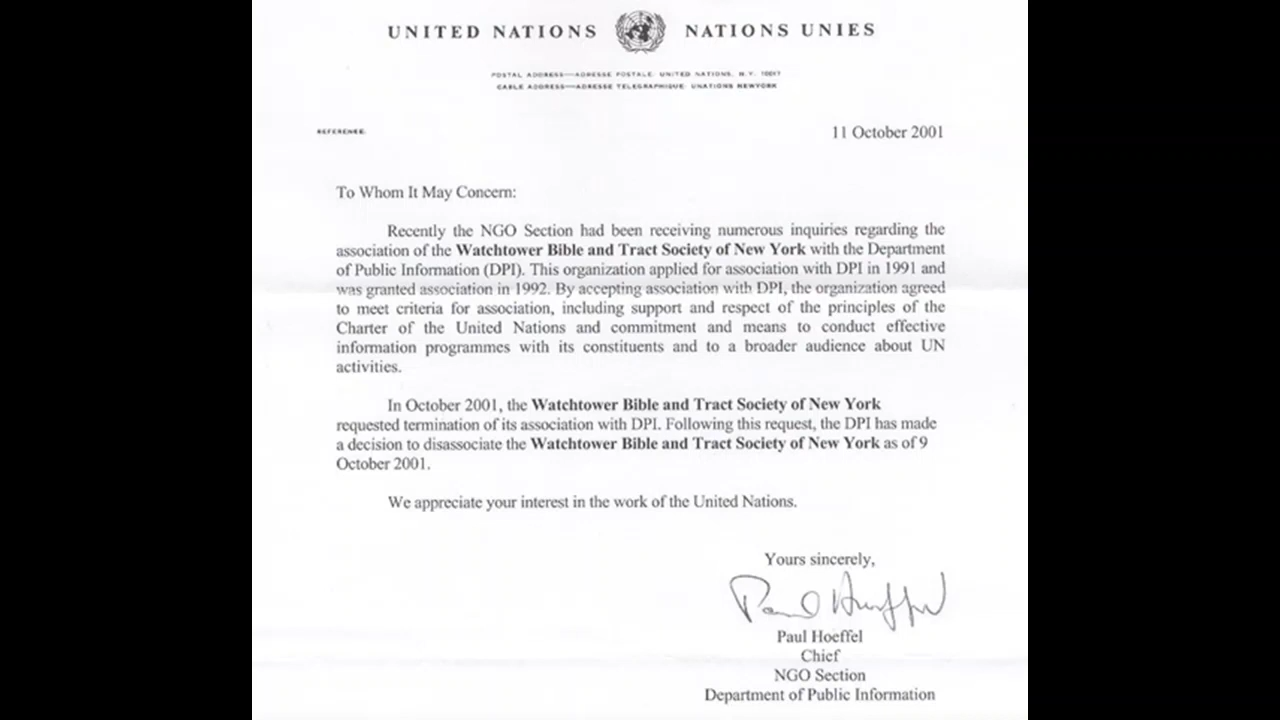 UNITED NATIONS NATIONS UNIES
POSTAL ADDRESS—ADRESSE POSTALE: UNITED NATIONS, N.Y. 10017
CABLE ADDRESS—ADRESSE TELEGRAPHIQUE: UNATIONS NEWYORK
REFERENCE:
11 October 2001
To Whom It May Concern:
Recently the NGO Section had been receiving numerous inquiries regarding the
association of the Watchtower Bible and Tract Society of New York with the Department
of Public Information (DPI). This organization applied for association with DPI in 1991 and
was granted association in 1992. By accepting association with DPI, the organization agreed
to meet criteria for association, including support and respect of the principles of the
Charter of the United Nations and commitment and means to conduct effective
information programmes with its constituents and to a broader audience about UN
activities.
In October 2001, the Watchtower Bible and Tract Society of New York
requested termination of its association with DPI. Following this request, the DPI has made
a decision to disassociate the Watchtower Bible and Tract Society of New York as of 9
October 2001.
We appreciate your interest in the work of the United Nations.
Yours sincerely,
Paul Hoeffel
Paul Hoeffel
Chief
NGO Section
Department of Public Information